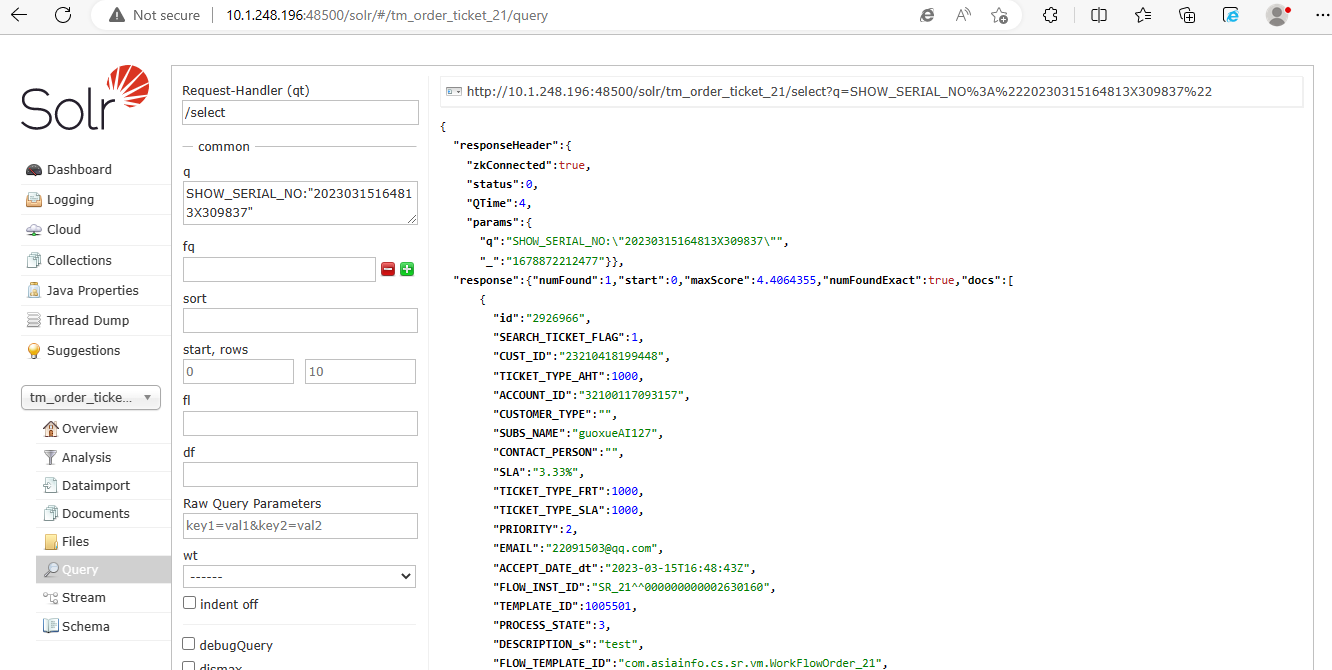 Not secure
10.1.248.196:48500/solr/#/tm_order_ticket_21/query
Solr
Dashboard
Logging
Cloud
Collections
Java Properties
Thread Dump
Suggestions
tm_order_ticke...
Overview
Analysis
Dataimport
Documents
Files
Query
Stream
Schema
Request-Handler (qt)
/select
common
q
SHOW_SERIAL_NO:"2023031516481
3X309837"
fq
sort
start, rows
0 10
fl
df
Raw Query Parameters
key1=val1&key2=val2
wt
------
indent off
debugQuery
dismax
http://10.1.248.196:48500/solr/tm_order_ticket_21/select?q=SHOW_SERIAL_NO%3A%2220230315164813X309837%22
{
"responseHeader":{
"zkConnected":true,
"status":0,
"QTime":4,
"params":{
"q":"SHOW_SERIAL_NO:\"20230315164813X309837\"",
"_":"1678872212477"}},
"response":{"numFound":1,"start":0,"maxScore":4.4064355,"numFoundExact":true,"docs":[
{
"id":"2926966",
"SEARCH_TICKET_FLAG":1,
"CUST_ID":"23210418199448",
"TICKET_TYPE_AHT":1000,
"ACCOUNT_ID":"32100117093157",
"CUSTOMER_TYPE":"",
"SUBS_NAME":"guoxueAI127",
"CONTACT_PERSON":"",
"SLA":"3.33%",
"TICKET_TYPE_FRT":1000,
"TICKET_TYPE_SLA":1000,
"PRIORITY":2,
"EMAIL":"22091503@qq.com",
"ACCEPT_DATE_dt":"2023-03-15T16:48:43Z",
"FLOW_INST_ID":"SR_21^^000000000002630160",
"TEMPLATE_ID":1005501,
"PROCESS_STATE":3,
"DESCRIPTION_s":"test",
"FLOW_TEMPLATE_ID":"com.asiainfo.cs.sr.vm.WorkFlowOrder_21",